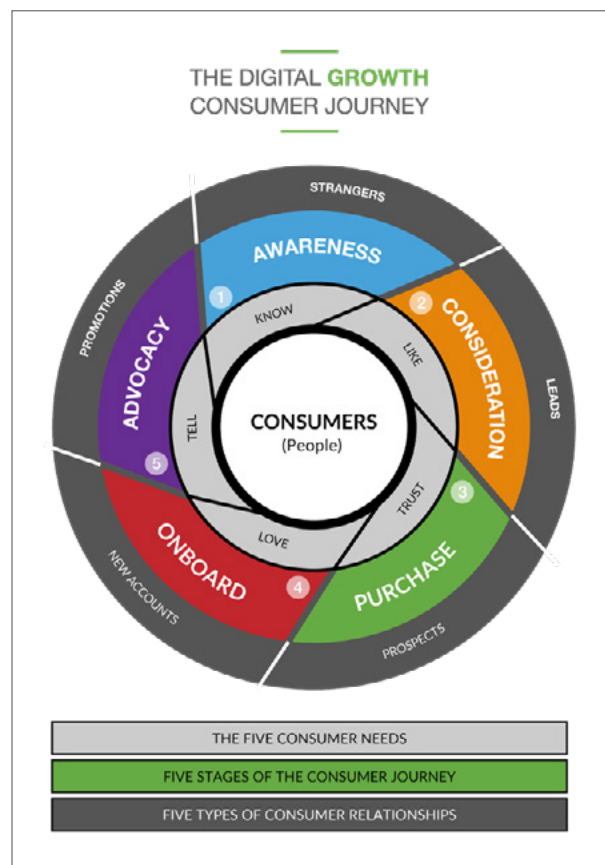 THE DIGITAL GROWTH
CONSUMER JOURNEY
STRANGERS
AWARENESS
1
KNOW
2
CONSIDERATION
LIKE
LEADS
3
TRUST
PURCHASE
PROSPECTS
4
LOVE
ONBOARD
NEW ACCOUNTS
5
TELL
ADVOCACY
PROMOTIONS
CONSUMERS
(People)
THE FIVE CONSUMER NEEDS
FIVE STAGES OF THE CONSUMER JOURNEY
FIVE TYPES OF CONSUMER RELATIONSHIPS